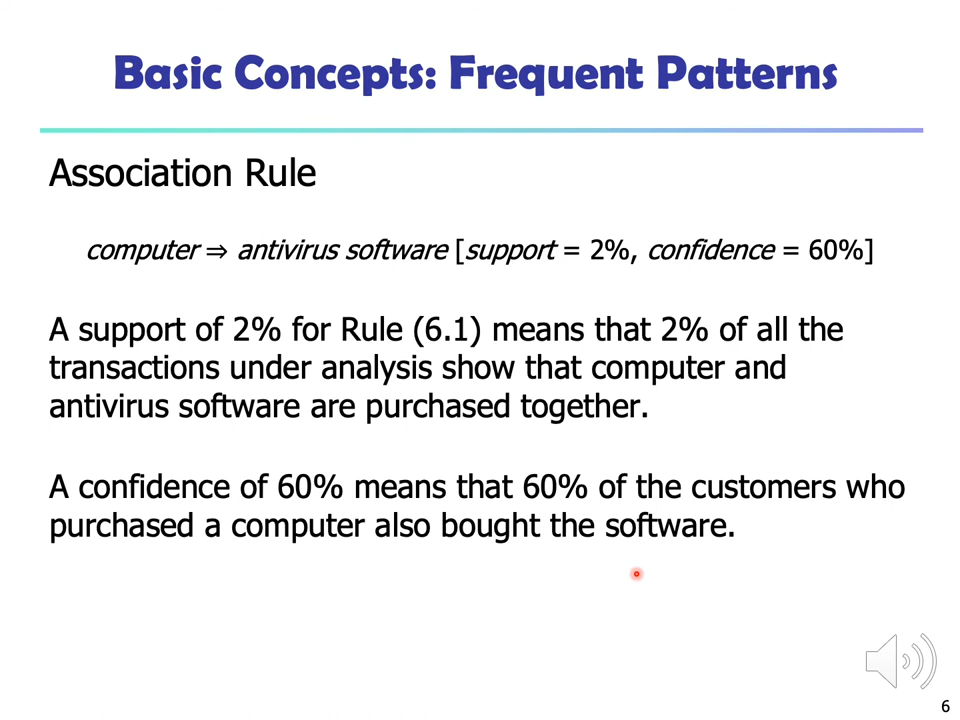 Basic Concepts: Frequent Patterns
Association Rule
computer ⇒ antivirus software [support = 2%, confidence = 60%]
A support of 2% for Rule (6.1) means that 2% of all the
transactions under analysis show that computer and
antivirus software are purchased together.
A confidence of 60% means that 60% of the customers who
purchased a computer also bought the software.
6